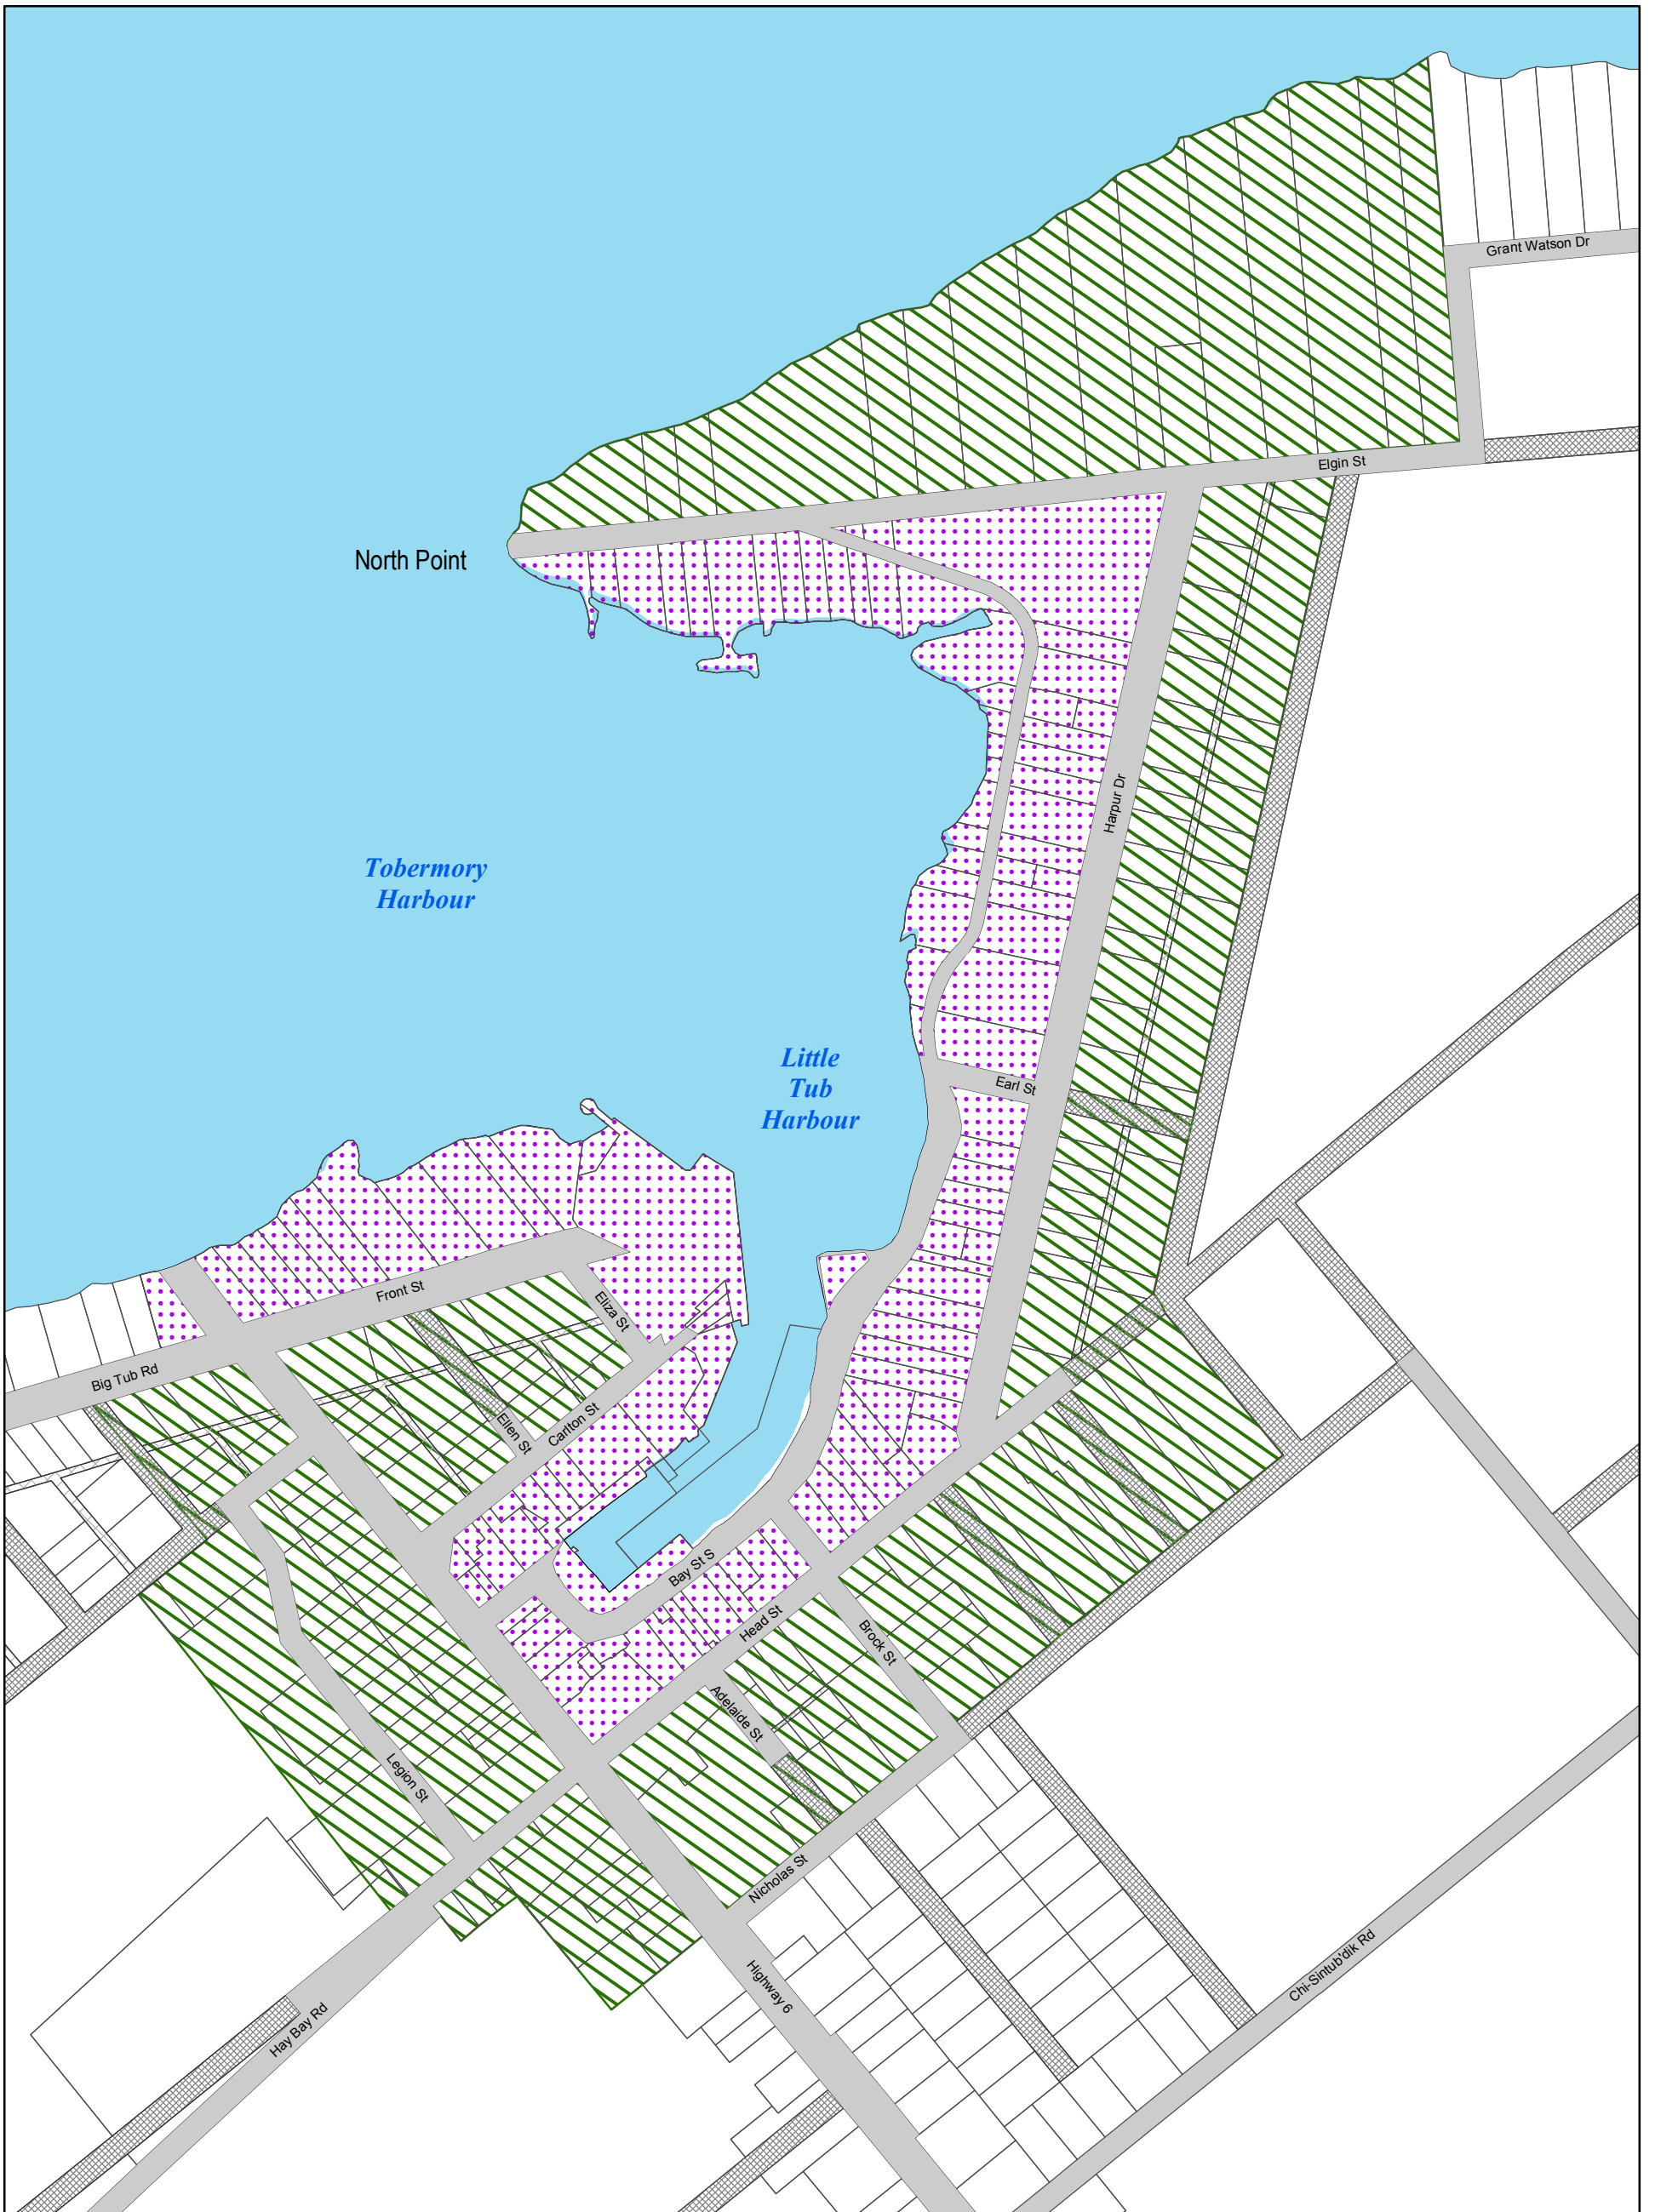 Grant Watson Dr
Elgin St
North Point
Harpur Dr
Tobermory
Harbour
Little
Tub
Harbour
Earl St
Front St
Eliza St
Big Tub Rd
Ellen St
Carlton St
Bay St S
Head St
Brock St
Adelaide St
Legion St
Nicholas St
Highway 6
Chi-Sintub'dik Rd
Hay Bay Rd